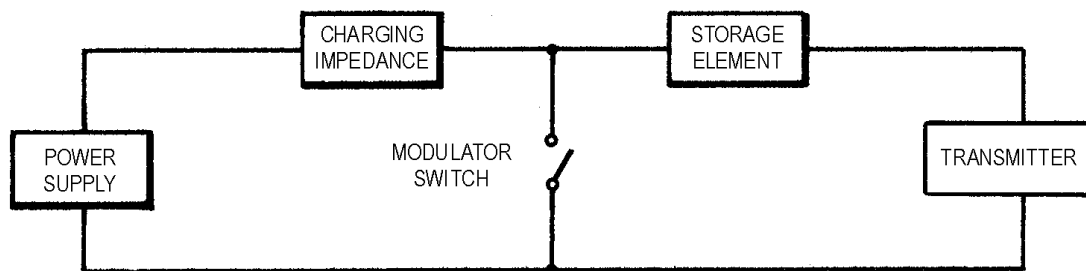 CHARGING
IMPEDANCE
STORAGE
ELEMENT
POWER
SUPPLY
MODULATOR
SWITCH
TRANSMITTER